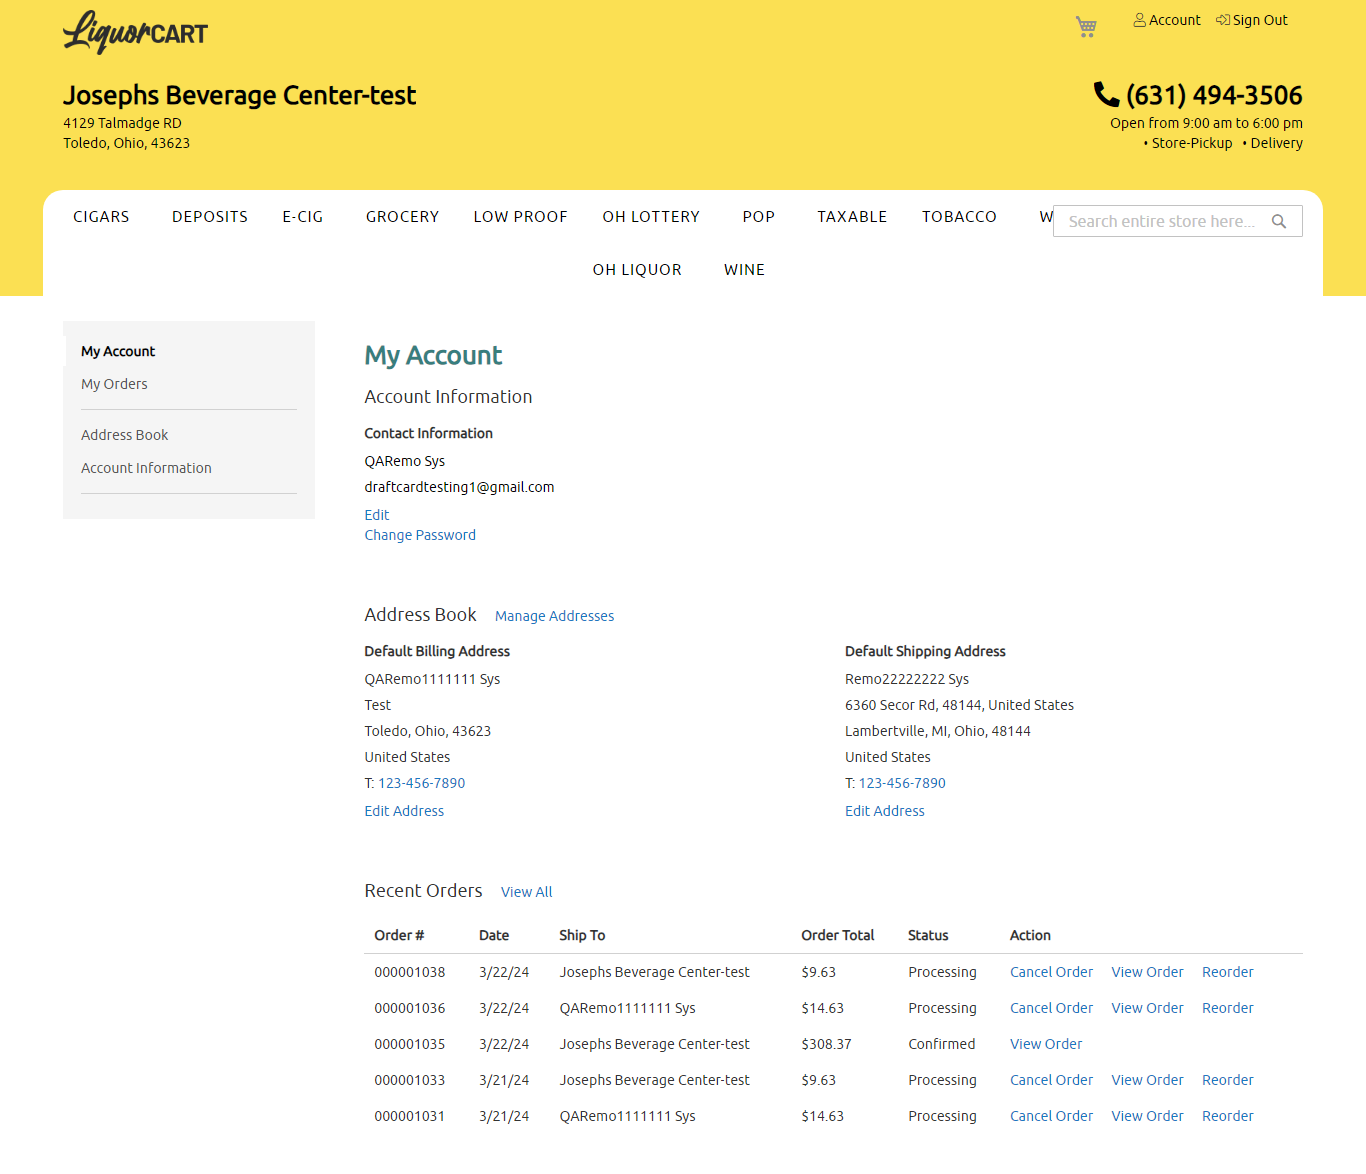 LiquorCART
Account Sign Out
Josephs Beverage Center-test
(631) 494-3506
4129 Talmadge RD
Open from 9:00 am to 6:00 pm
Toledo, Ohio, 43623
• Store-Pickup • Delivery
CIGARS DEPOSITS E-CIG GROCERY LOW PROOF OH LOTTERY POP TAXABLE TOBACCO W
Search entire store here...
OH LIQUOR WINE
My Account
My Orders
Address Book
Account Information
My Account
Account Information
Contact Information
QARemo Sys
draftcardtesting1@gmail.com
Edit
Change Password
Address Book Manage Addresses
Default Billing Address
QARemo1111111 Sys
Test
Toledo, Ohio, 43623
United States
T: 123-456-7890
Edit Address
Default Shipping Address
Remo22222222 Sys
6360 Secor Rd, 48144, United States
Lambertville, MI, Ohio, 48144
United States
T: 123-456-7890
Edit Address
Recent Orders View All
Order # Date Ship To Order Total Status Action
000001038 3/22/24 Josephs Beverage Center-test $9.63 Processing Cancel Order View Order Reorder
000001036 3/22/24 QARemo1111111 Sys $14.63 Processing Cancel Order View Order Reorder
000001035 3/22/24 Josephs Beverage Center-test $308.37 Confirmed View Order
000001033 3/21/24 Josephs Beverage Center-test $9.63 Processing Cancel Order View Order Reorder
000001031 3/21/24 QARemo1111111 Sys $14.63 Processing Cancel Order View Order Reorder